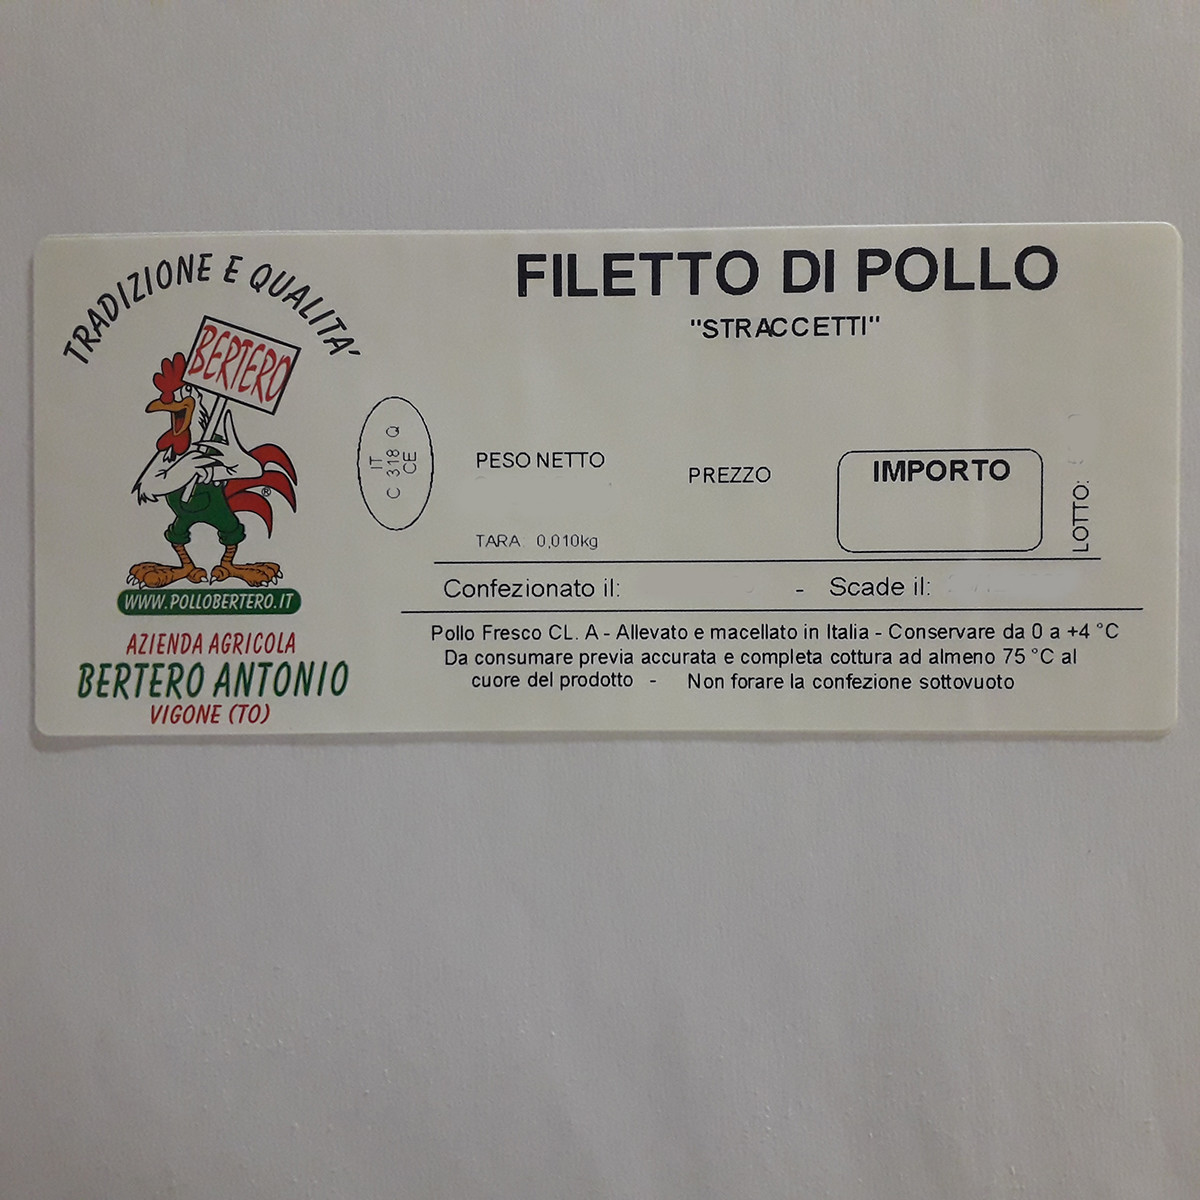 TRADIZIONE E QUALITA'
BERTERO
®
WWW.POLLOBERTERO.IT
AZIENDA AGRICOLA
BERTERO ANTONIO
VIGONE (TO)
IT
C 318 Q
CE
FILETTO DI POLLO
"STRACCETTI"
PESO NETTO
PREZZO
IMPORTO
LOTTO:
TARA 0,010kg
Confezionato il: - Scade il:
Pollo Fresco CL. A - Allevato e macellato in Italia - Conservare da 0 a +4 °C
Da consumare previa accurata e completa cottura ad almeno 75 °C al
cuore del prodotto - Non forare la confezione sottovuoto